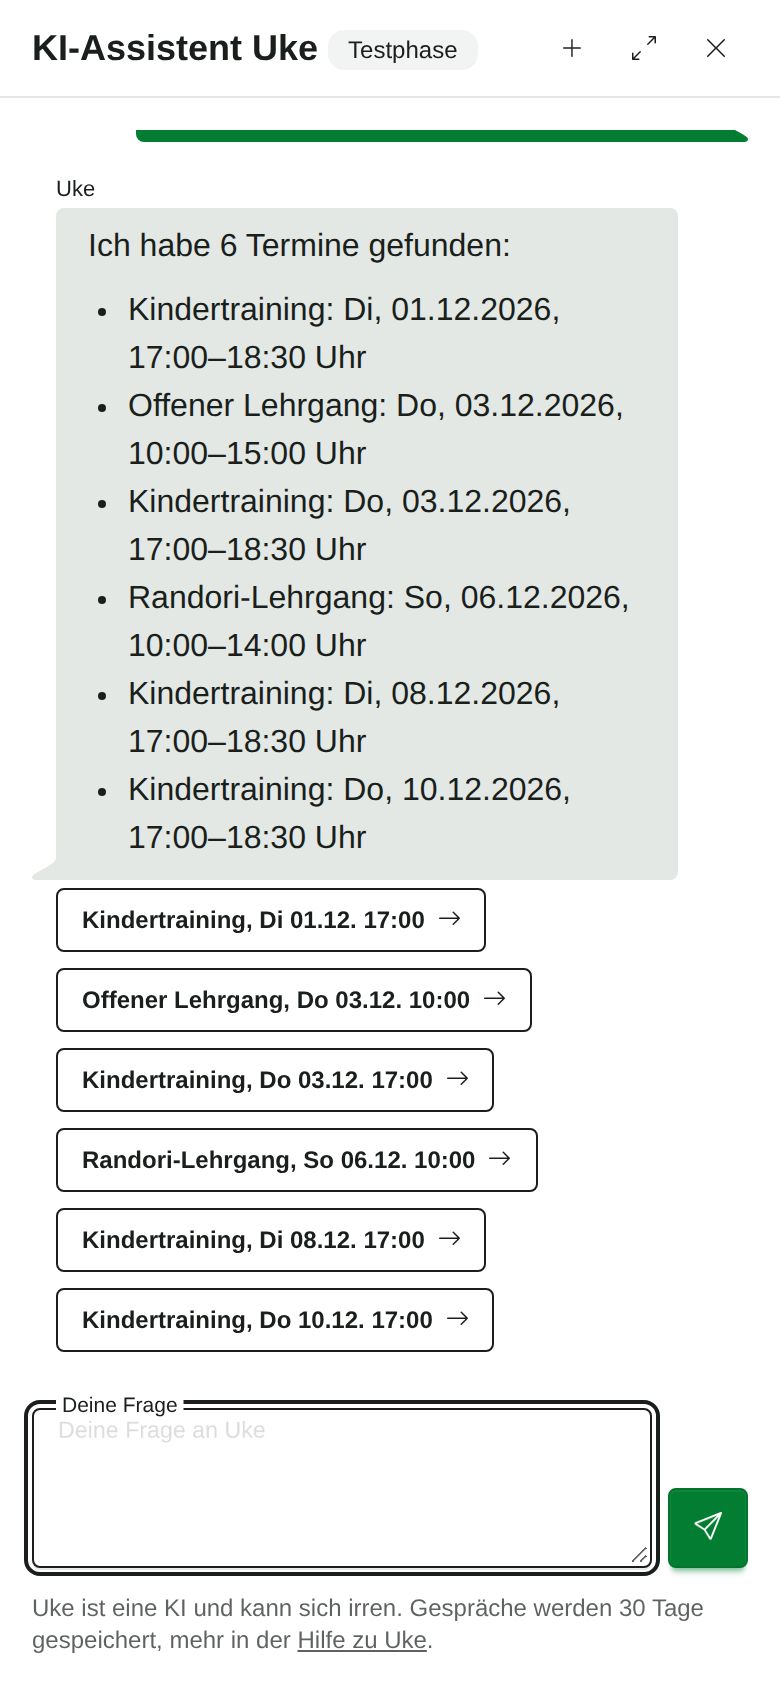 KI-Assistent Uke Testphase
Uke
Ich habe 6 Termine gefunden:
• Kindertraining: Di, 01.12.2026,
17:00–18:30 Uhr
• Offener Lehrgang: Do, 03.12.2026,
10:00–15:00 Uhr
• Kindertraining: Do, 03.12.2026,
17:00–18:30 Uhr
• Randori-Lehrgang: So, 06.12.2026,
10:00–14:00 Uhr
• Kindertraining: Di, 08.12.2026,
17:00–18:30 Uhr
• Kindertraining: Do, 10.12.2026,
17:00–18:30 Uhr
Kindertraining, Di 01.12. 17:00 →
Offener Lehrgang, Do 03.12. 10:00 →
Kindertraining, Do 03.12. 17:00 →
Randori-Lehrgang, So 06.12. 10:00 →
Kindertraining, Di 08.12. 17:00 →
Kindertraining, Do 10.12. 17:00 →
Deine Frage
Deine Frage an Uke
Uke ist eine KI und kann sich irren. Gespräche werden 30 Tage
gespeichert, mehr in der Hilfe zu Uke.